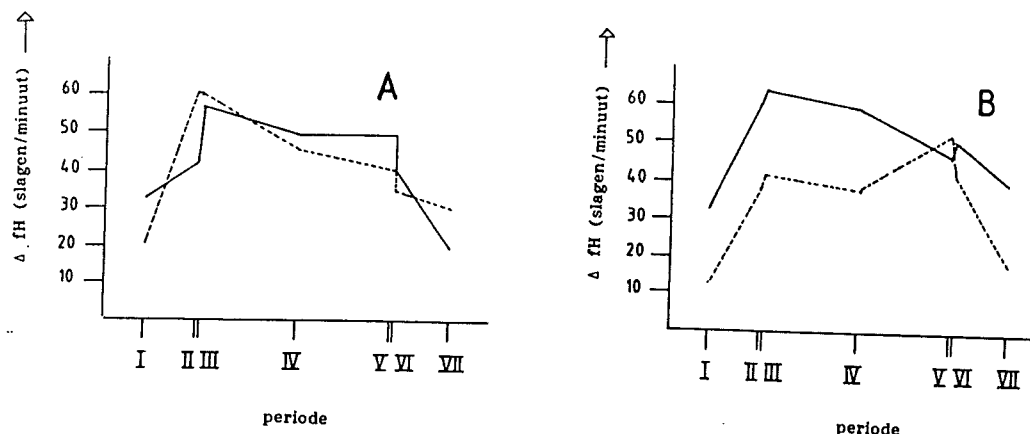 A
Δ fH (slagen/minuut)
60
50
40
30
20
10
I II III IV V VI VII
periode
B
Δ fH (slagen/minuut)
60
50
40
30
20
10
I II III IV V VI VII
periode